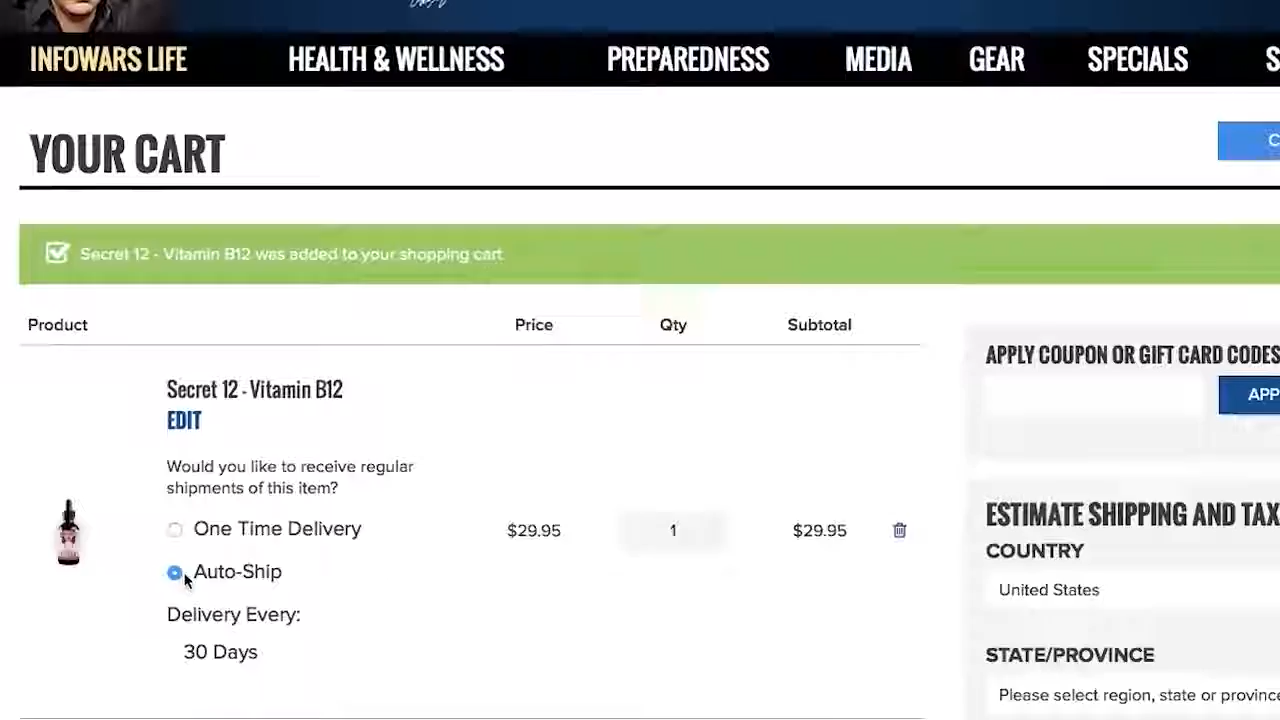 INFOWARS LIFE HEALTH & WELLNESS PREPAREDNESS MEDIA GEAR SPECIALS S
YOUR CART
C
Secret 12 - Vitamin B12 was added to your shopping cart
Product Price Qty Subtotal
APPLY COUPON OR GIFT CARD CODES
APP
Secret 12 - Vitamin B12
EDIT
Would you like to receive regular
shipments of this item?
One Time Delivery $29.95 1 $29.95
Auto-Ship
Delivery Every:
30 Days
ESTIMATE SHIPPING AND TAX
COUNTRY
United States
STATE/PROVINCE
Please select region, state or province